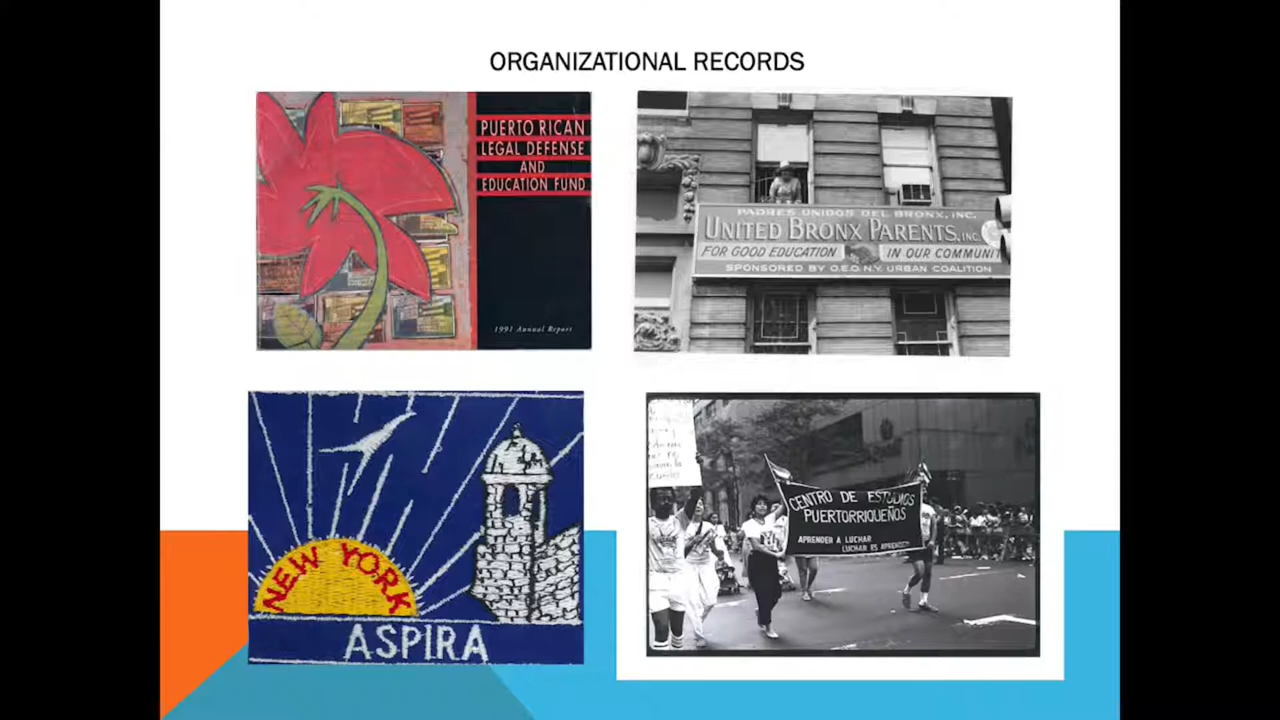 ORGANIZATIONAL RECORDS
PUERTO RICAN
LEGAL DEFENSE
AND
EDUCATION FUND
1991 Annual Report
PADRES UNIDOS DEL BRONX, INC.
UNITED BRONX PARENTS, INC.
FOR GOOD EDUCATION IN OUR COMMUNIT
SPONSORED BY O.E.O. N.Y. URBAN COALITION
NEW YORK
ASPIRA
CENTRO DE ESTUDIOS
PUERTORRIQUEÑOS
APRENDER A LUCHAR
LUCHAR ES APRENDER